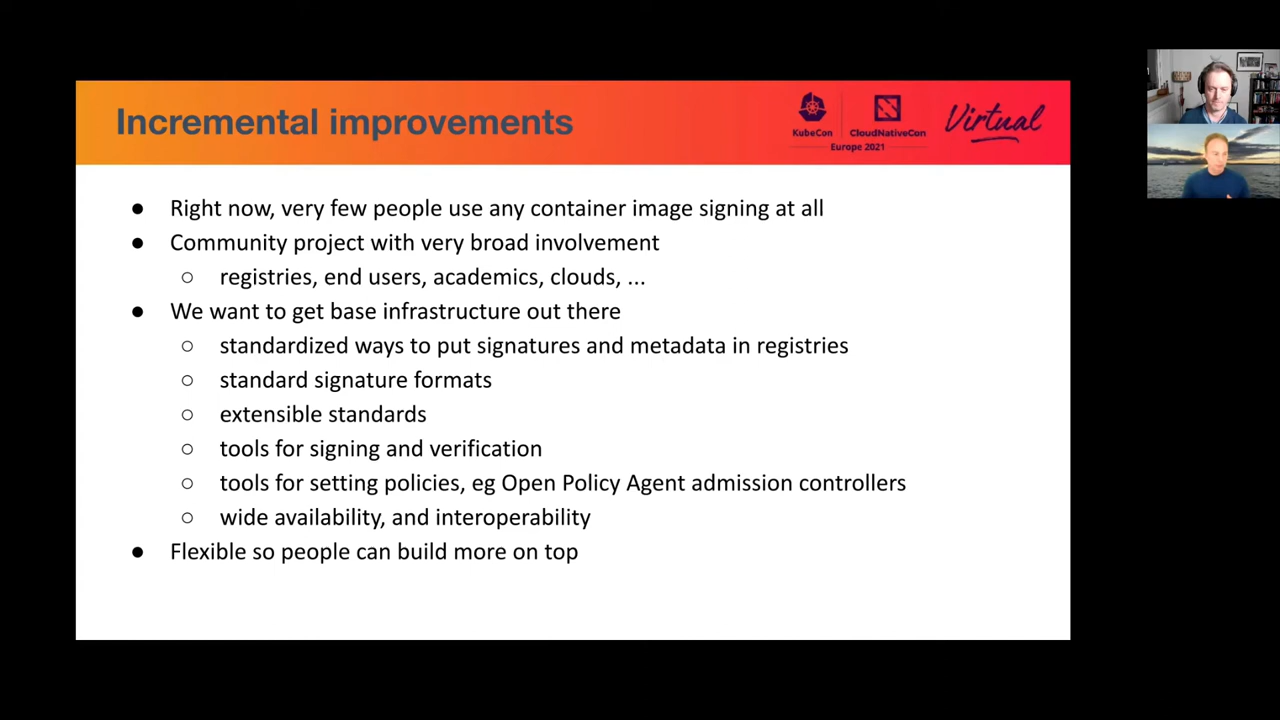 Incremental improvements
KubeCon
CloudNativeCon
Europe 2021
Virtual
● Right now, very few people use any container image signing at all
● Community project with very broad involvement
○ registries, end users, academics, clouds, ...
● We want to get base infrastructure out there
○ standardized ways to put signatures and metadata in registries
○ standard signature formats
○ extensible standards
○ tools for signing and verification
○ tools for setting policies, eg Open Policy Agent admission controllers
○ wide availability, and interoperability
● Flexible so people can build more on top